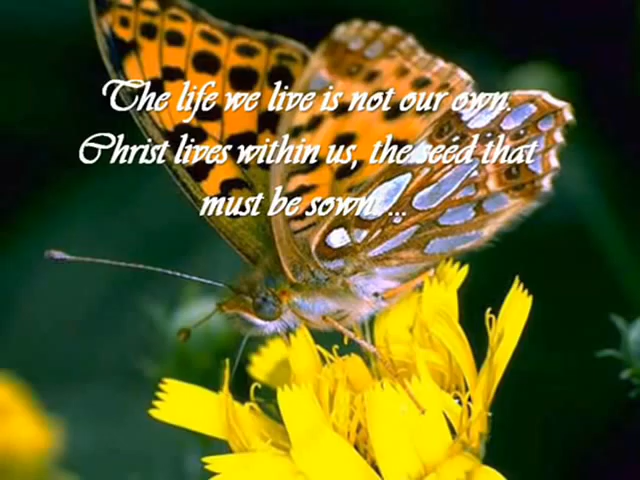 The life we live is not our own.
Christ lives within us, the seed that
must be sown ...